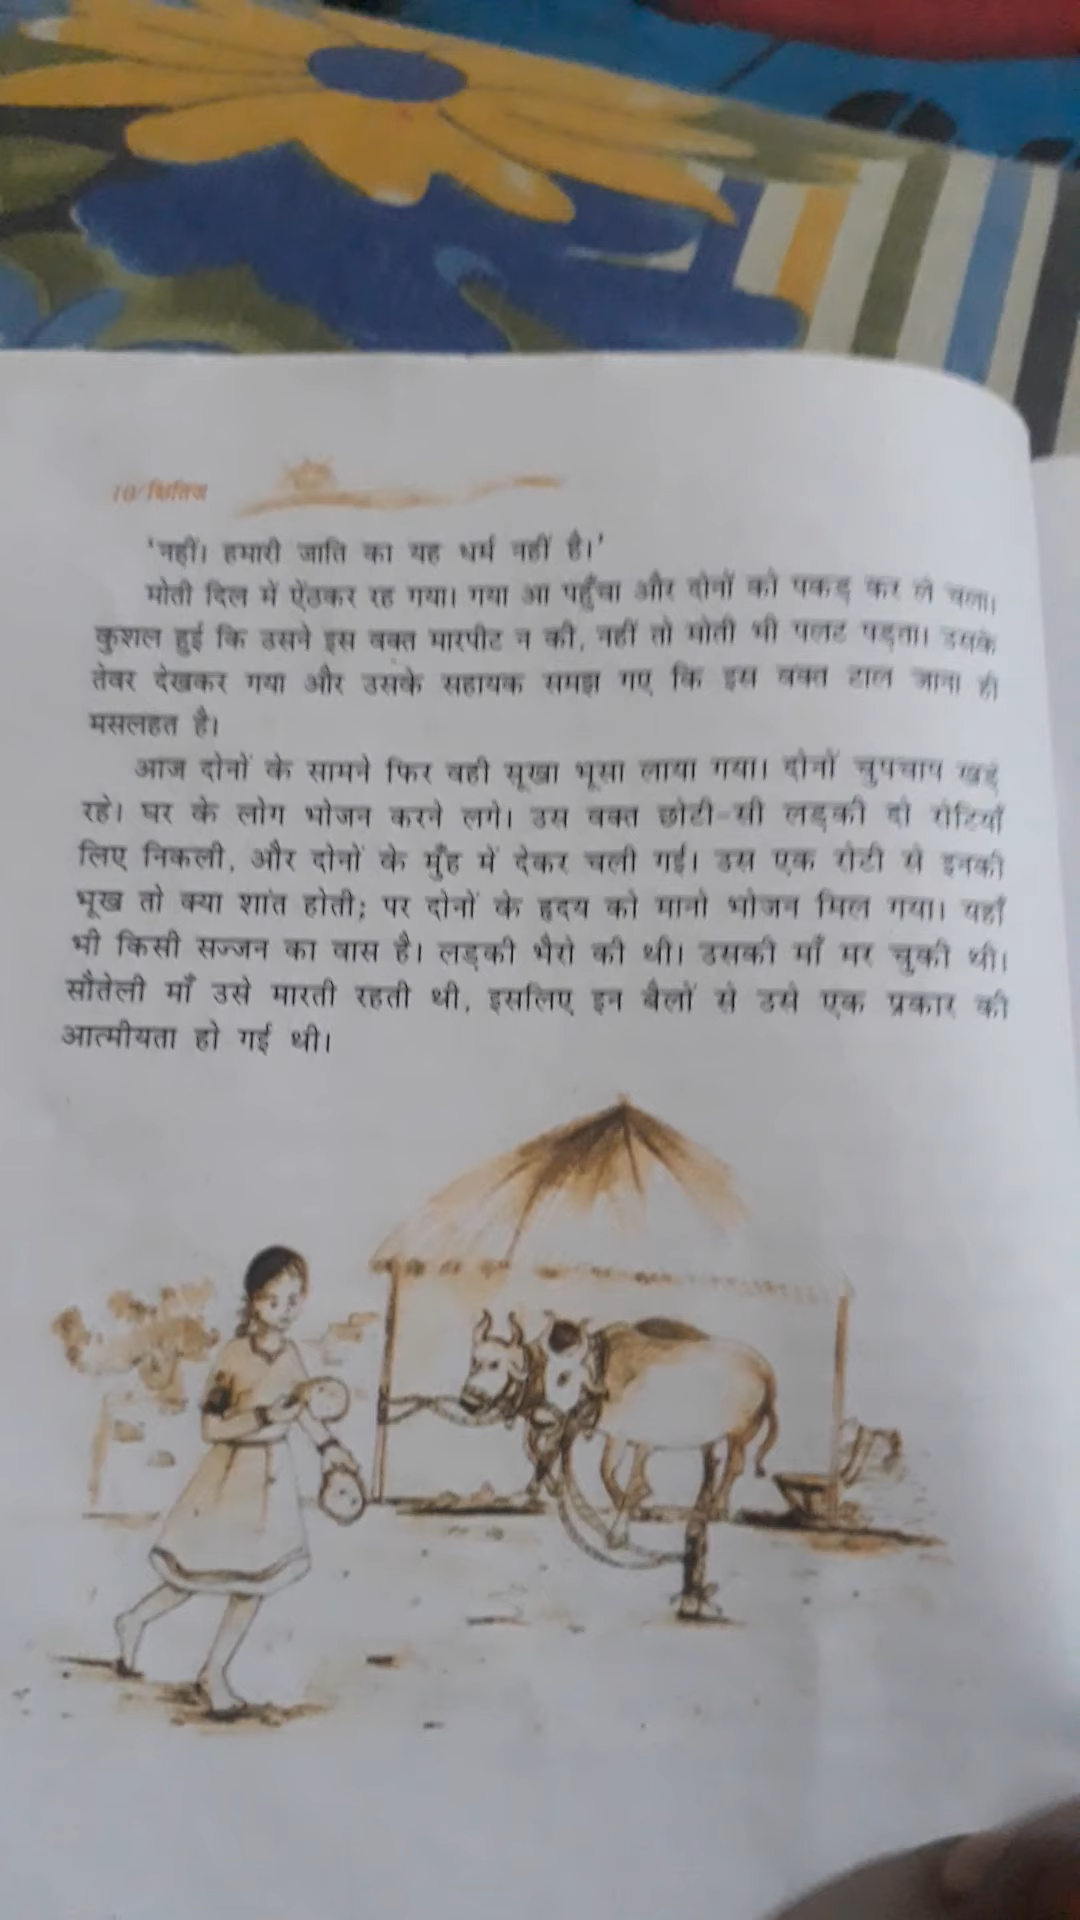 10/क्षितिज
'नहीं। हमारी जाति का यह धर्म नहीं है।'
मोती दिल में ऐंठकर रह गया। गया आ पहुँचा और दोनों को पकड़ कर ले चला।
कुशल हुई कि उसने इस वक्त मारपीट न की, नहीं तो मोती भी पलट पड़ता। उसके
तेवर देखकर गया और उसके सहायक समझ गए कि इस वक्त टाल जाना ही
मसलहत है।
आज दोनों के सामने फिर वही सूखा भूसा लाया गया। दोनों चुपचाप खड़े
रहे। घर के लोग भोजन करने लगे। उस वक्त छोटी-सी लड़की दो रोटियाँ
लिए निकली, और दोनों के मुँह में देकर चली गई। उस एक रोटी से इनकी
भूख तो क्या शांत होती; पर दोनों के हृदय को मानो भोजन मिल गया। यहाँ
भी किसी सज्जन का वास है। लड़की भैरो की थी। उसकी माँ मर चुकी थी।
सौतेली माँ उसे मारती रहती थी, इसलिए इन बैलों से उसे एक प्रकार की
आत्मीयता हो गई थी।